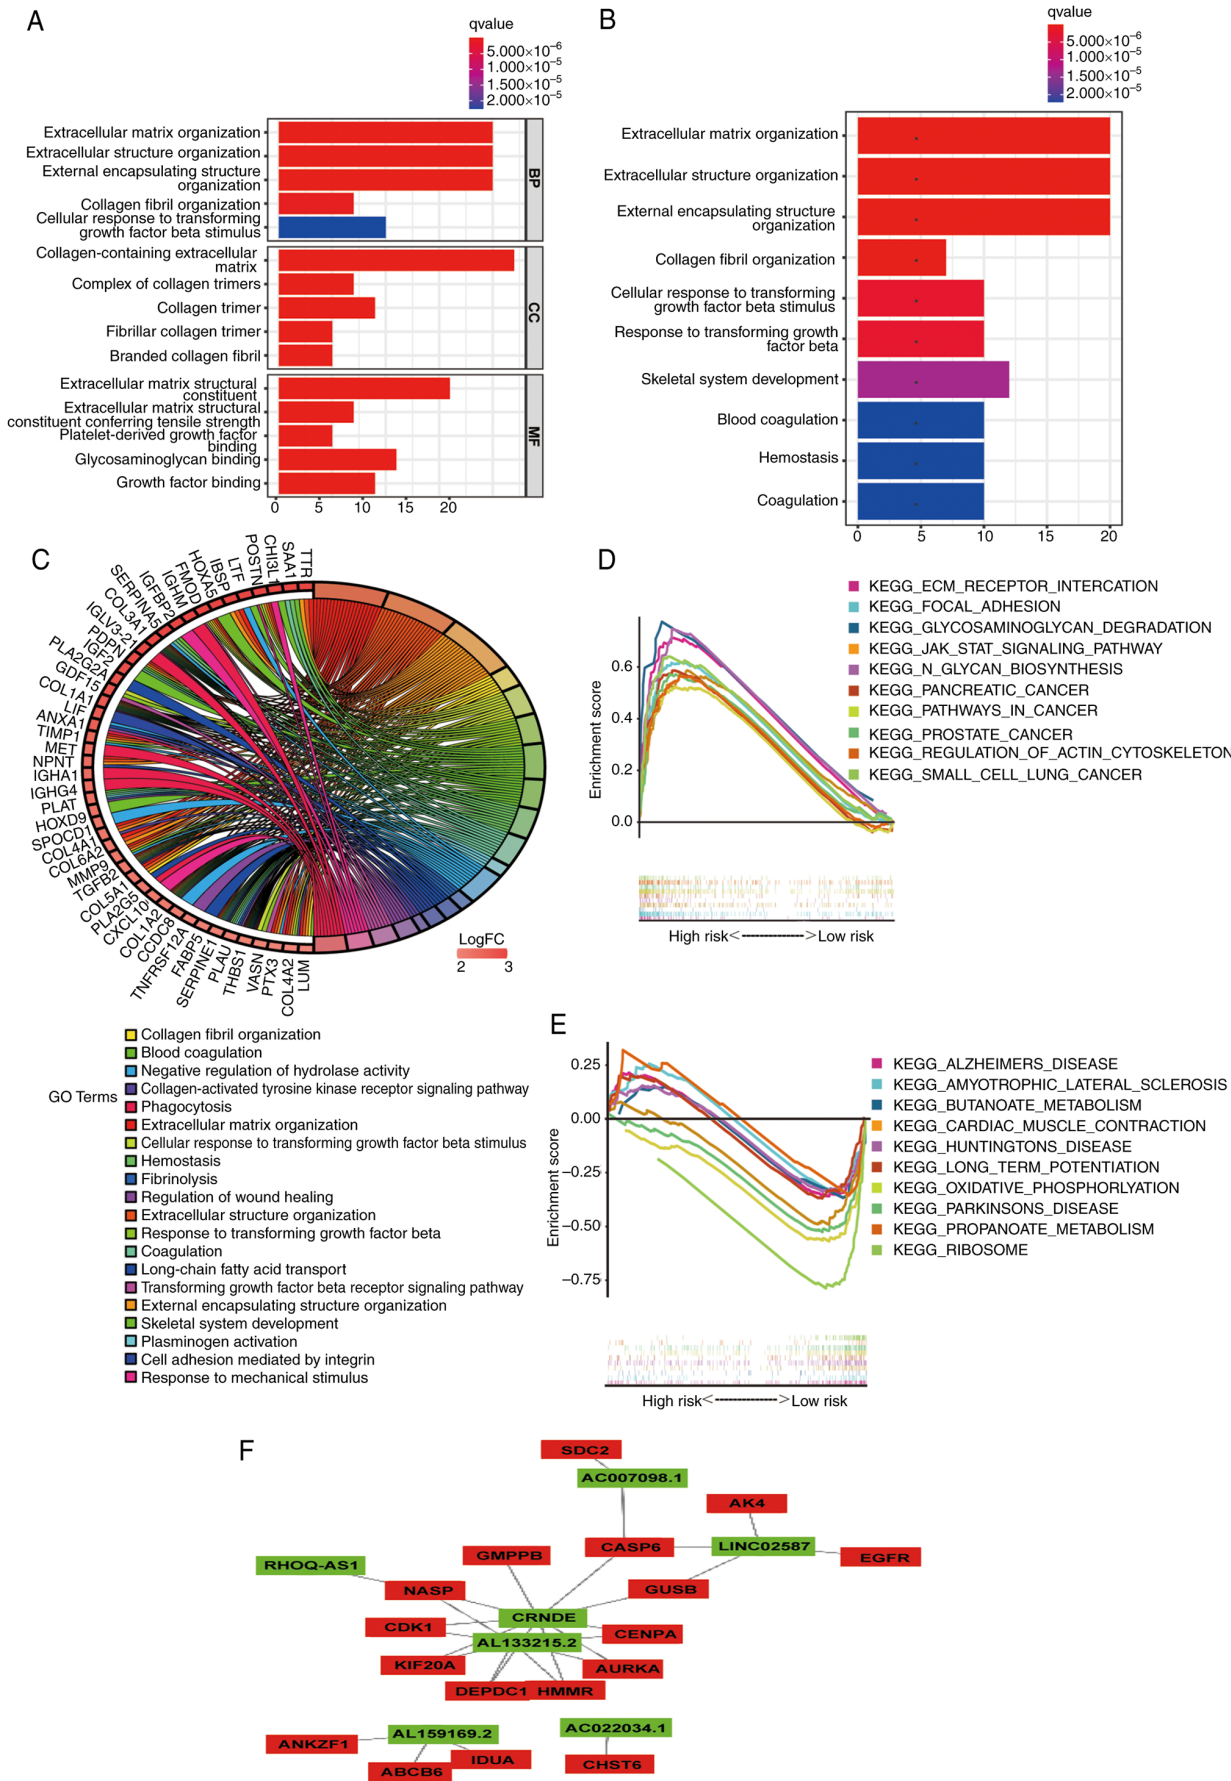 A
qvalue
5.000×10⁻⁶
1.000×10⁻⁵
1.500×10⁻⁵
2.000×10⁻⁵
Extracellular matrix organization
Extracellular structure organization
External encapsulating structure
organization
Collagen fibril organization
Cellular response to transforming
growth factor beta stimulus
BP
Collagen-containing extracellular
matrix
Complex of collagen trimers
Collagen trimer
Fibrillar collagen trimer
Branded collagen fibril
CC
Extracellular matrix structural
constituent
Extracellular matrix structural
constituent conferring tensile strength
Platelet-derived growth factor
binding
Glycosaminoglycan binding
Growth factor binding
MF
0 5 10 15 20
B
qvalue
5.000×10⁻⁶
1.000×10⁻⁵
1.500×10⁻⁵
2.000×10⁻⁵
Extracellular matrix organization
Extracellular structure organization
External encapsulating structure
organization
Collagen fibril organization
Cellular response to transforming
growth factor beta stimulus
Response to transforming growth
factor beta
Skeletal system development
Blood coagulation
Hemostasis
Coagulation
0 5 10 15 20
C
TTR
SAA1
CHI3L1
POSTN
LTF
IBSP
HOXA5
FMOD
IGHM
IGFBP2
SERPINA5
COL3A1
IGLV3-21
PDPN
IGF2
PLA2G2A
GDF15
COL1A1
LIF
ANXA1
TIMP1
MET
NPNT
IGHA1
IGHG4
PLAT
HOXD9
SPOCD1
COL4A1
COL6A2
MMP9
TGFB2
COL5A1
PLA2G5
CXCL10
COL1A2
CCDC8
TNFRSF12A
FABP5
SERPINE1
PLAU
THBS1
VASN
PTX3
COL4A2
LUM
LogFC
2 3
GO Terms
Collagen fibril organization
Blood coagulation
Negative regulation of hydrolase activity
Collagen-activated tyrosine kinase receptor signaling pathway
Phagocytosis
Extracellular matrix organization
Cellular response to transforming growth factor beta stimulus
Hemostasis
Fibrinolysis
Regulation of wound healing
Extracellular structure organization
Response to transforming growth factor beta
Coagulation
Long-chain fatty acid transport
Transforming growth factor beta receptor signaling pathway
External encapsulating structure organization
Skeletal system development
Plasminogen activation
Cell adhesion mediated by integrin
Response to mechanical stimulus
D
Enrichment score
0.6
0.4
0.2
0.0
High risk<----------->Low risk
KEGG_ECM_RECEPTOR_INTERCATION
KEGG_FOCAL_ADHESION
KEGG_GLYCOSAMINOGLYCAN_DEGRADATION
KEGG_JAK_STAT_SIGNALING_PATHWAY
KEGG_N_GLYCAN_BIOSYNTHESIS
KEGG_PANCREATIC_CANCER
KEGG_PATHWAYS_IN_CANCER
KEGG_PROSTATE_CANCER
KEGG_REGULATION_OF_ACTIN_CYTOSKELETON
KEGG_SMALL_CELL_LUNG_CANCER
E
Enrichment score
0.25
0.00
−0.25
−0.50
−0.75
High risk<----------->Low risk
KEGG_ALZHEIMERS_DISEASE
KEGG_AMYOTROPHIC_LATERAL_SCLEROSIS
KEGG_BUTANOATE_METABOLISM
KEGG_CARDIAC_MUSCLE_CONTRACTION
KEGG_HUNTINGTONS_DISEASE
KEGG_LONG_TERM_POTENTIATION
KEGG_OXIDATIVE_PHOSPHORLYATION
KEGG_PARKINSONS_DISEASE
KEGG_PROPANOATE_METABOLISM
KEGG_RIBOSOME
F
SDC2
AC007098.1
AK4
CASP6
LINC02587
EGFR
GMPPB
RHOQ-AS1
NASP
GUSB
CRNDE
CDK1
CENPA
AL133215.2
KIF20A
AURKA
DEPDC1
HMMR
AL159169.2
ANKZF1
ABCB6
IDUA
AC022034.1
CHST6